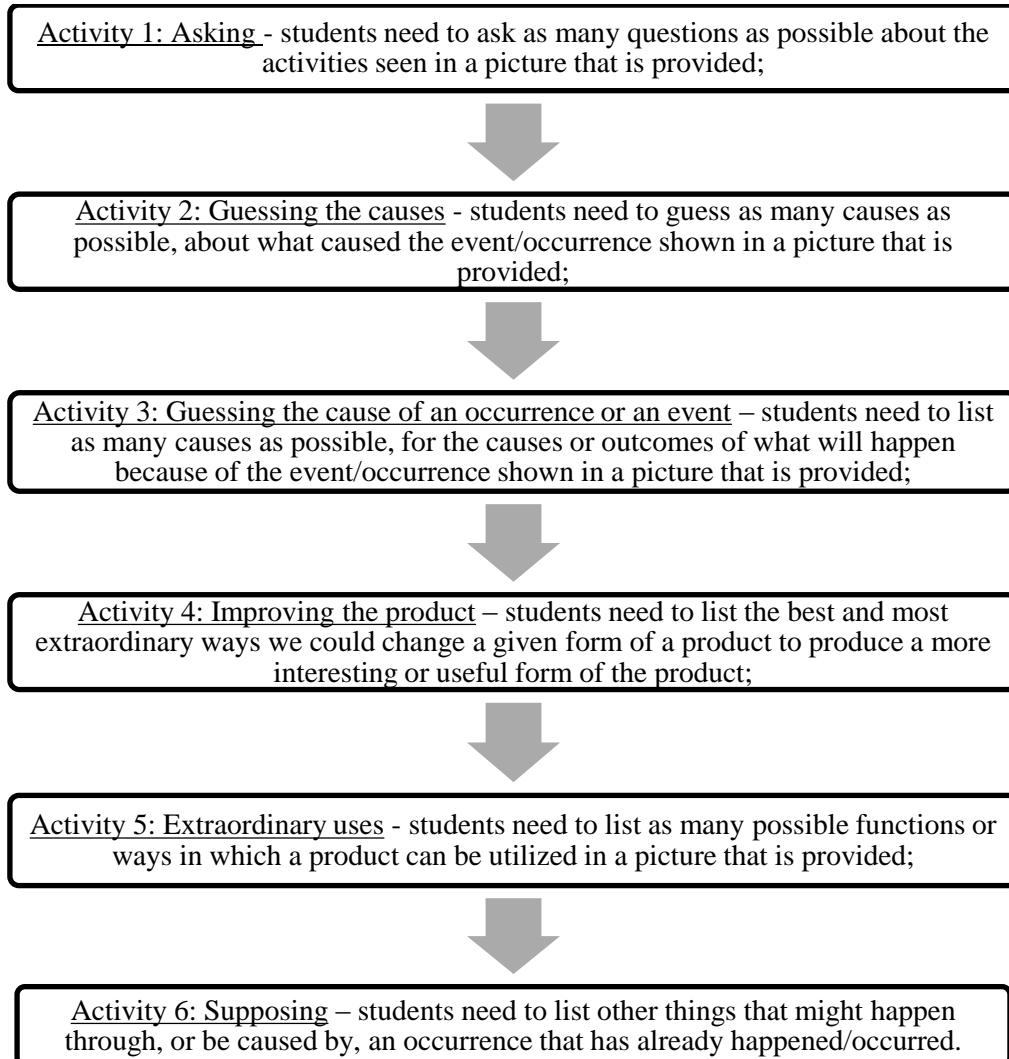 Activity 1: Asking - students need to ask as many questions as possible about the
activities seen in a picture that is provided;
Activity 2: Guessing the causes - students need to guess as many causes as
possible, about what caused the event/occurrence shown in a picture that is
provided;
Activity 3: Guessing the cause of an occurrence or an event – students need to list
as many causes as possible, for the causes or outcomes of what will happen
because of the event/occurrence shown in a picture that is provided;
Activity 4: Improving the product – students need to list the best and most
extraordinary ways we could change a given form of a product to produce a more
interesting or useful form of the product;
Activity 5: Extraordinary uses - students need to list as many possible functions or
ways in which a product can be utilized in a picture that is provided;
Activity 6: Supposing – students need to list other things that might happen
through, or be caused by, an occurrence that has already happened/occurred.